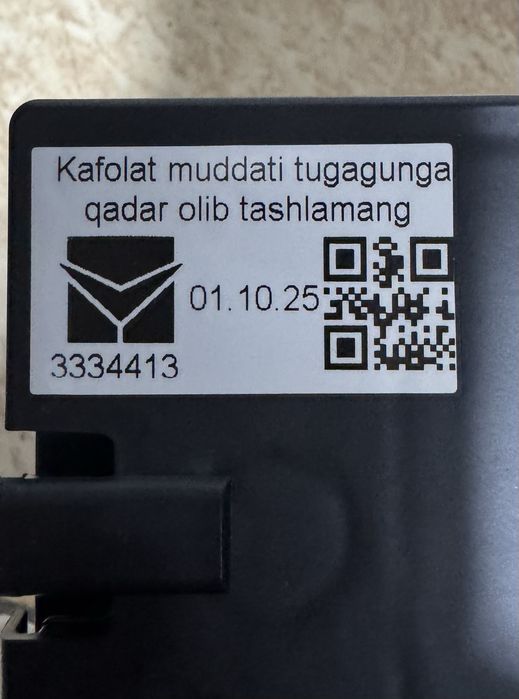 Kafolat muddati tugagunga
qadar olib tashlamang
01.10.25
3334413